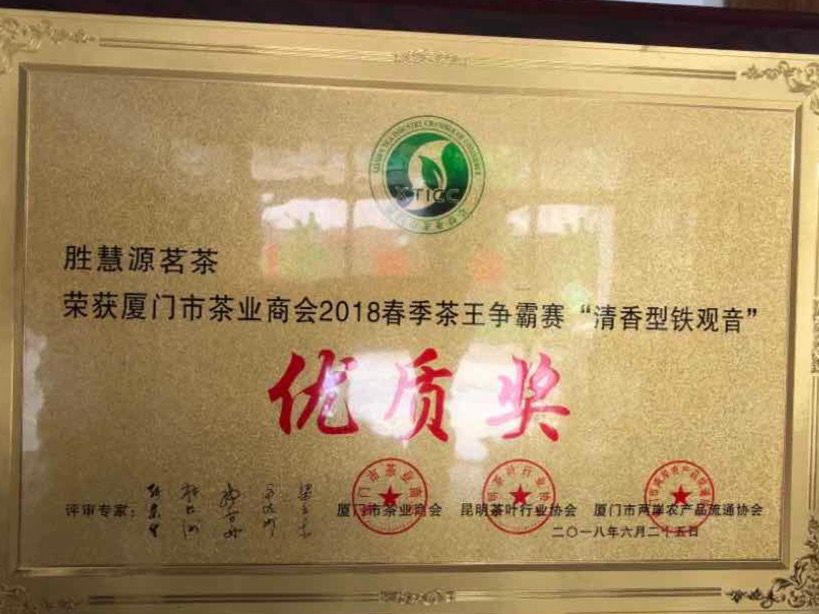 XTICC
胜慧源茗茶
荣获厦门市茶业商会2018春季茶王争霸赛“清香型铁观音”
优质奖
评审专家：
厦门市茶业商会 昆明茶叶行业协会 厦门市两岸农产品流通协会
二〇一八年六月二十五日